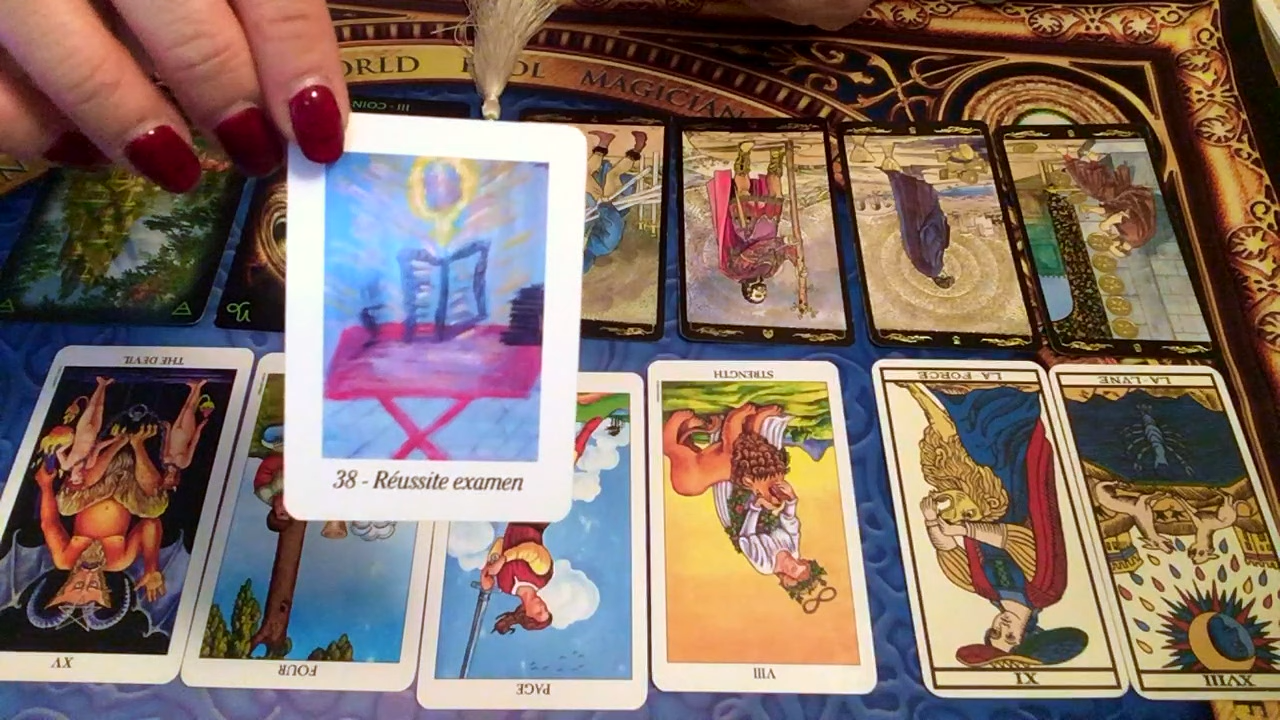 WORLD FOOL MAGICIAN
III - COIN
THE DEVIL
STRENGTH
LA FORCE
LA·LVNE
38 - Réussite examen
XV
FOUR
PAGE
VIII
XI
XVIII